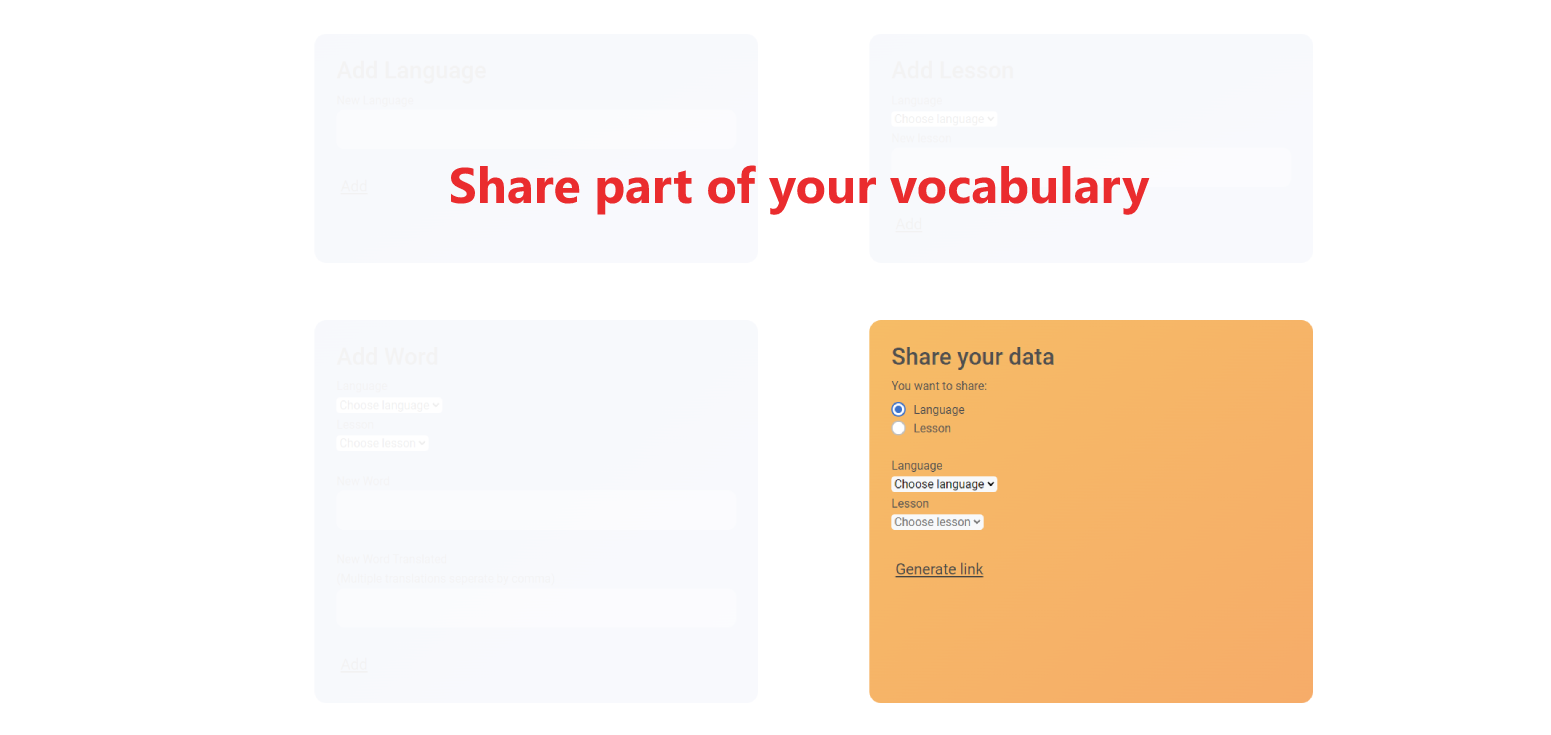 Add Language
New Language
Add
Add Lesson
Language
Choose language
New lesson
Add
Share part of your vocabulary
Add Word
Language
Choose language
Lesson
Choose lesson
New Word
New word Translation
(Multiple translations separate by comma)
Add
Share your data
You want to share:
Language
Lesson
Language
Choose language
Lesson
Choose lesson
Generate link